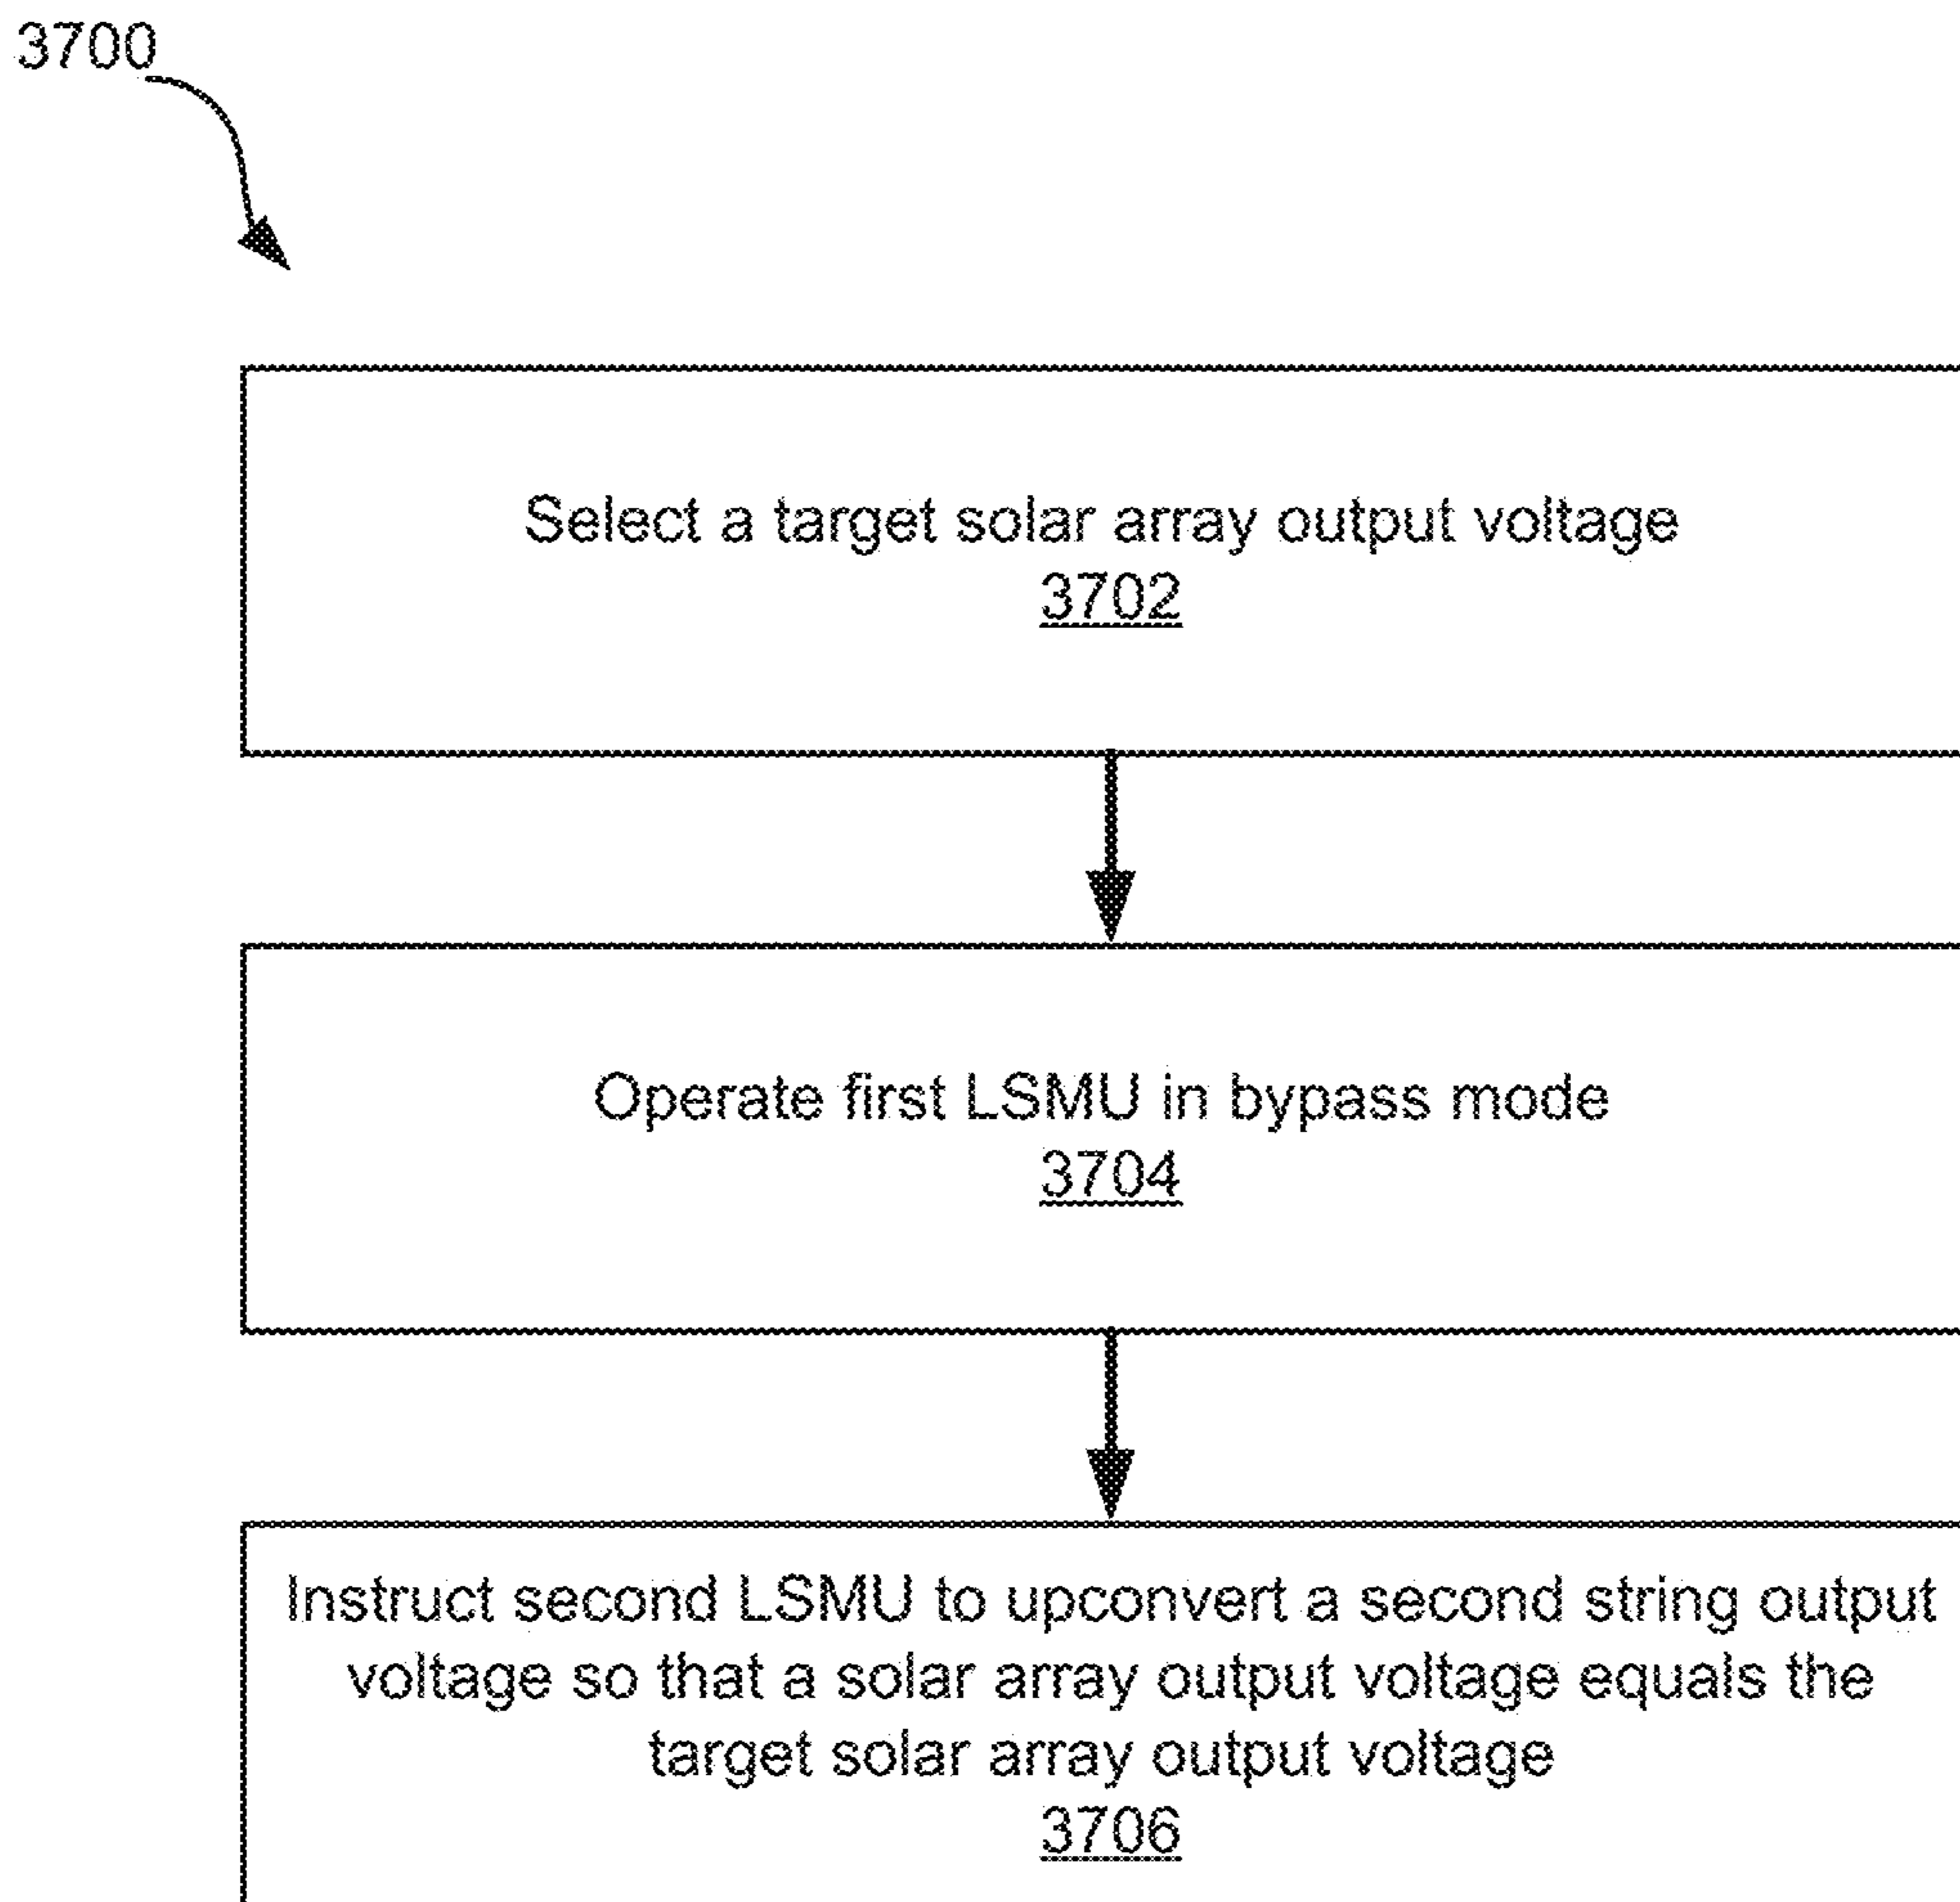 3700
Select a target solar array output voltage
3702
Operate first LSMU in bypass mode
3704
Instruct second LSMU to upconvert a second string output
voltage so that a solar array output voltage equals the
target solar array output voltage
3706